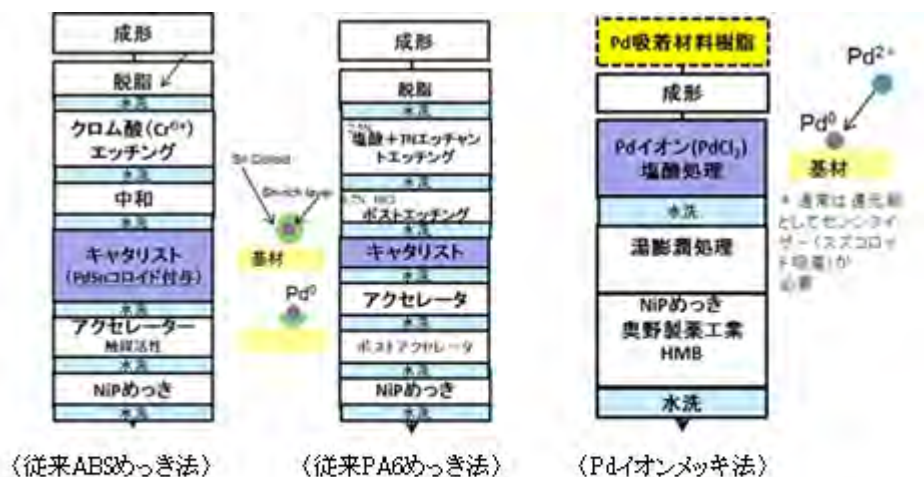 成形
脱脂
水洗
クロム酸(Cr⁶⁺)
エッチング
水洗
中和
水洗
キャタリスト
(PdSnコロイド付与)
水洗
アクセレーター
触媒活性
水洗
NiPめっき
水洗
〈従来ABSめっき法〉
基材
Pd⁰
成形
脱脂
水洗
塩酸+TNエッチャン
トエッチング
水洗
ポストエッチング
水洗
キャタリスト
水洗
アクセレータ
水洗
ポストアクセレータ
水洗
NiPめっき
水洗
〈従来PA6めっき法〉
Pd吸着材料樹脂
成形
Pdイオン(PdCl₂)
塩酸処理
水洗
湯膨潤処理
NiPめっき
奥野製薬工業
HMB
水洗
〈Pdイオンメッキ法〉
Pd²⁺
Pd⁰
基材
* 通常は還元剤
としてセンシタイ
ザー(スズコロイ
ド吸着)が
必要